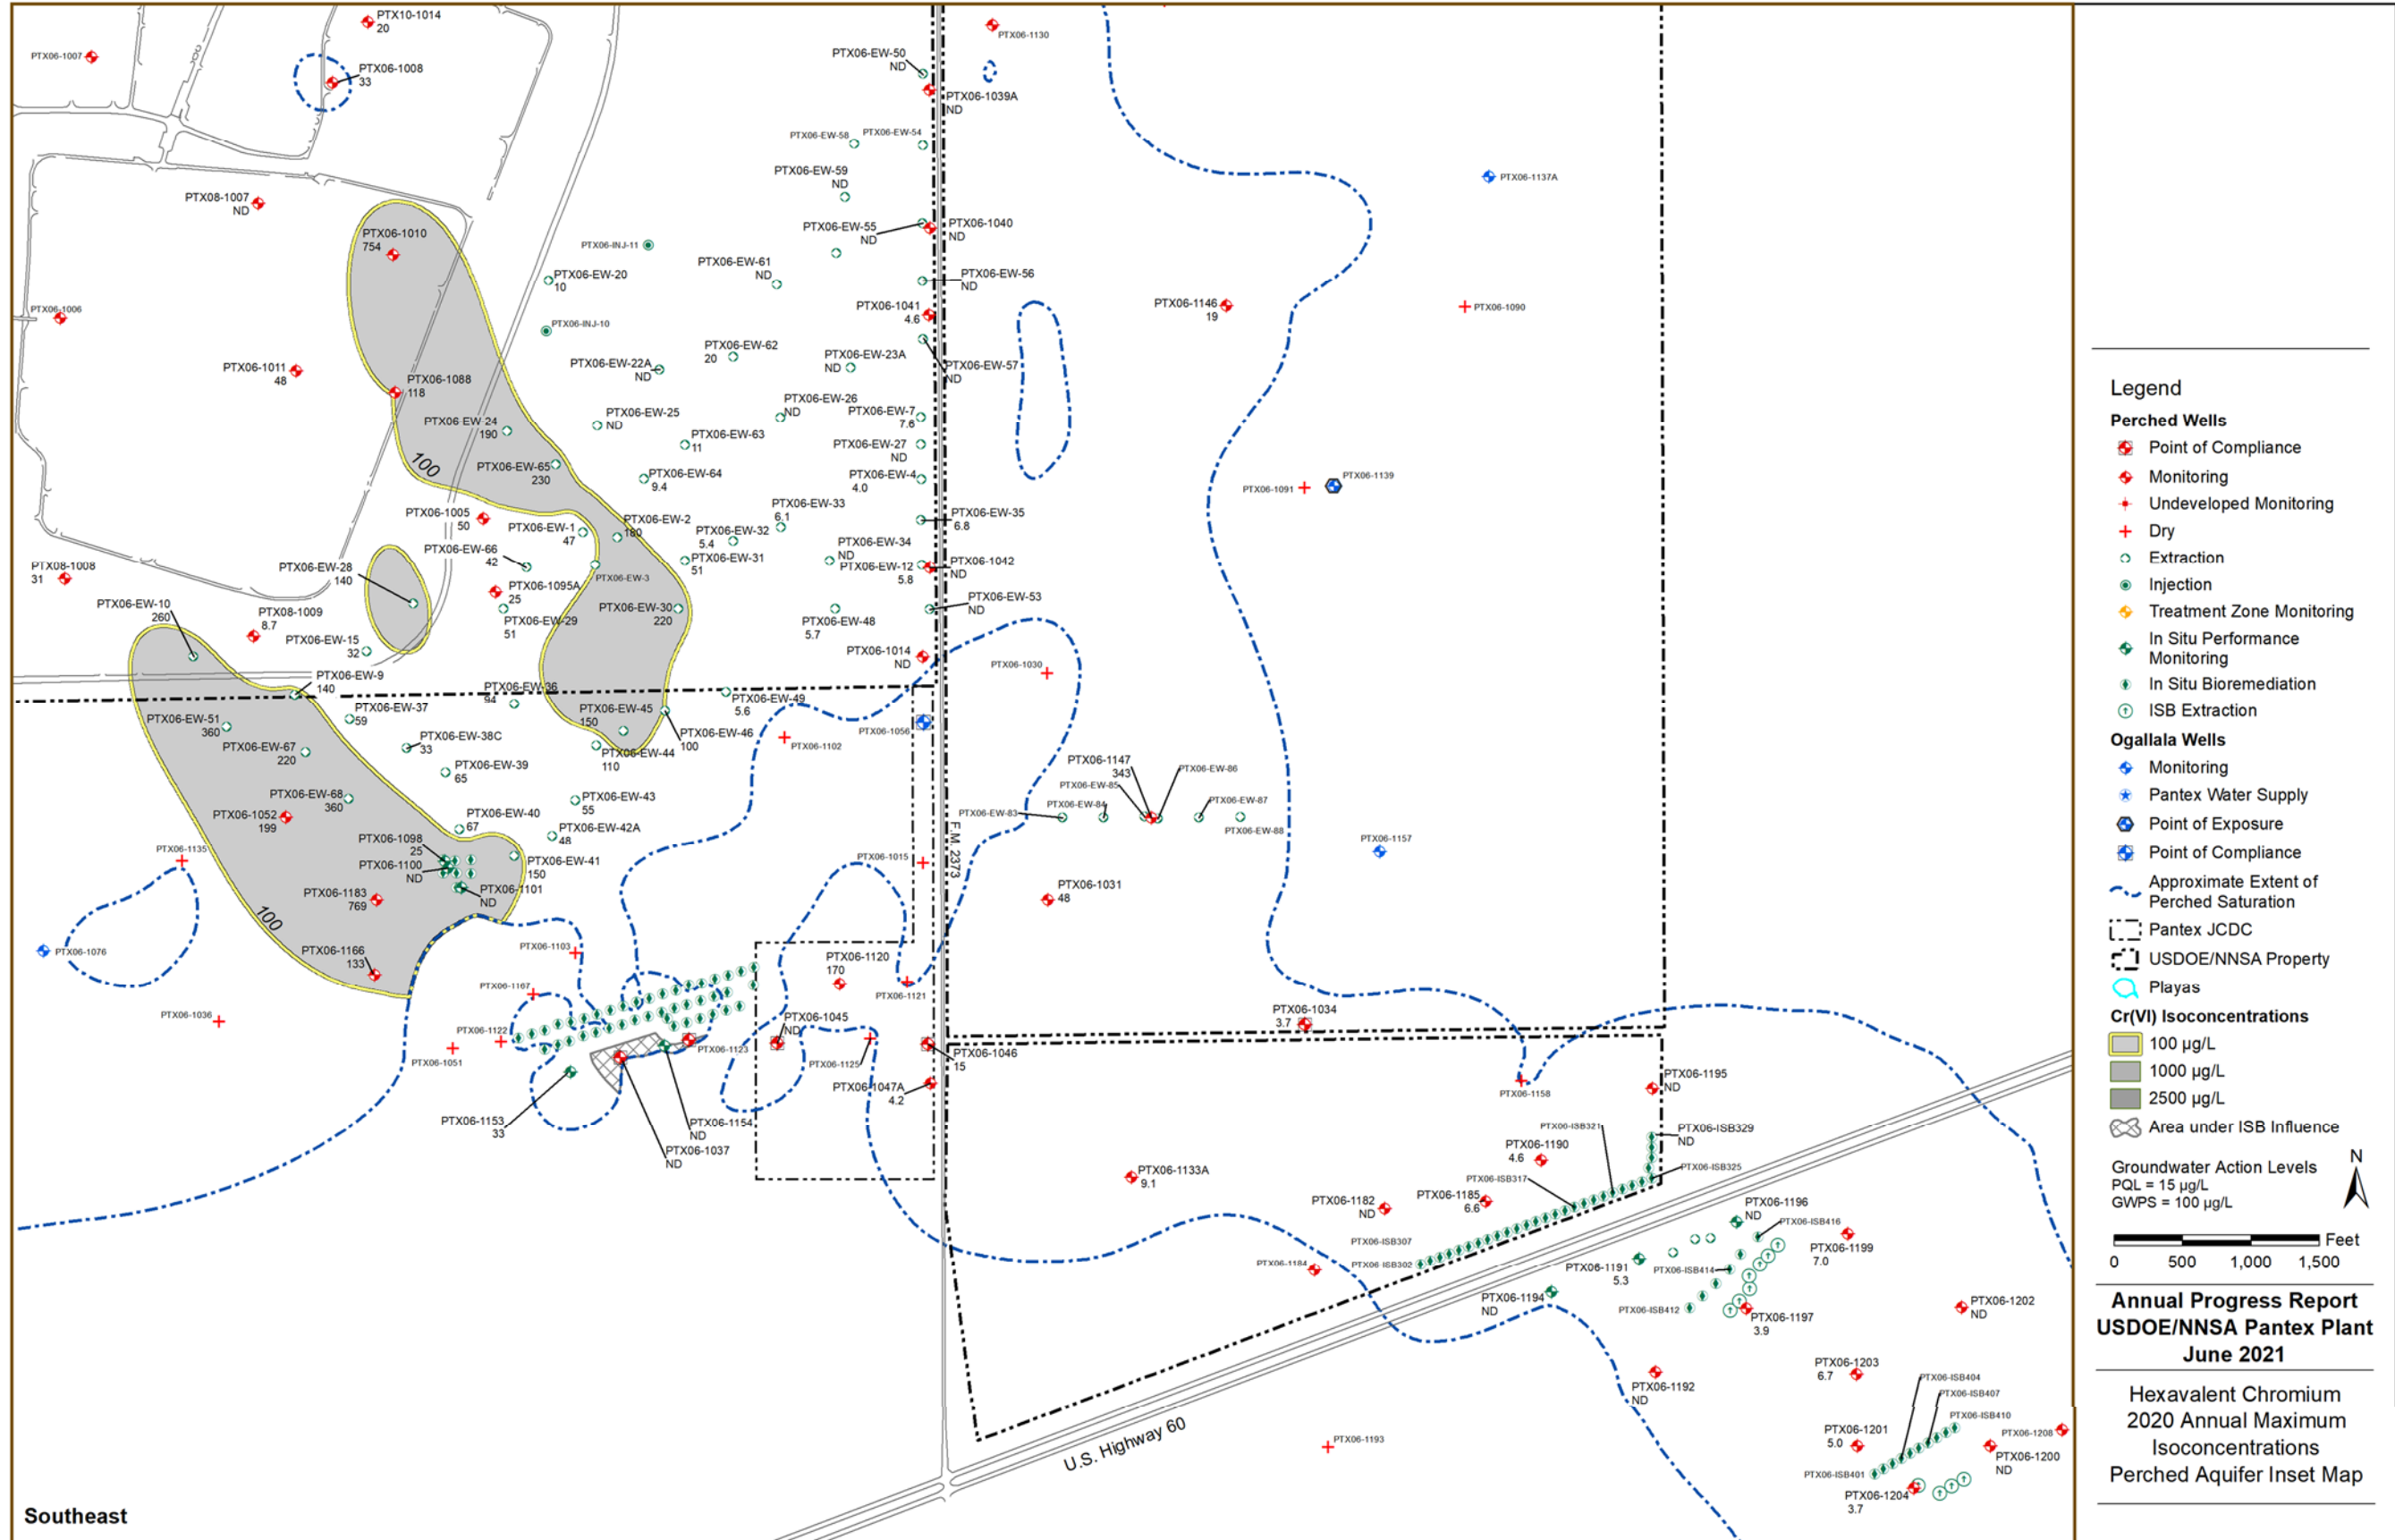 PTX10-1014
20
PTX06-1007
PTX06-1008
33
PTX06-EW-50
ND
PTX06-1130
PTX06-1039A
ND
PTX06-EW-58
PTX06-EW-54
PTX06-EW-59
ND
PTX06-1137A
PTX08-1007
ND
PTX06-1010
754
PTX06-EW-55
ND
PTX06-1040
ND
PTX06-INJ-11
PTX06-EW-61
ND
PTX06-EW-20
10
PTX06-EW-56
ND
PTX06-1006
PTX06-INJ-10
PTX06-1041
4.6
PTX06-1146
19
PTX06-1090
PTX06-1011
48
PTX06-1088
118
PTX06-EW-22A
ND
PTX06-EW-62
20
PTX06-EW-23A
ND
PTX06-EW-57
ND
PTX06-EW-24
190
PTX06-EW-25
ND
PTX06-EW-26
ND
PTX06-EW-7
7.6
PTX06-EW-63
11
PTX06-EW-27
ND
100
PTX06-EW-65
230
PTX06-EW-64
9.4
PTX06-EW-4
4.0
PTX06-1091
PTX06-1139
PTX06-1005
50
PTX06-EW-1
47
PTX06-EW-2
180
PTX06-EW-32
5.4
PTX06-EW-33
6.1
PTX06-EW-35
6.8
PTX06-EW-66
42
PTX06-EW-31
51
PTX06-EW-34
ND
PTX06-EW-12
5.8
PTX06-1042
ND
PTX08-1008
31
PTX06-EW-28
140
PTX06-EW-3
PTX06-1095A
25
PTX06-EW-10
260
PTX08-1009
8.7
PTX06-EW-29
51
PTX06-EW-30
220
PTX06-EW-48
5.7
PTX06-EW-53
ND
PTX06-EW-15
32
PTX06-1014
ND
PTX06-1030
PTX06-EW-9
140
PTX06-EW-36
94
PTX06-EW-49
5.6
PTX06-EW-51
360
PTX06-EW-37
59
PTX06-EW-45
150
PTX06-EW-46
100
PTX06-1056
PTX06-1102
PTX06-EW-67
220
PTX06-EW-38C
33
PTX06-EW-44
110
PTX06-EW-39
65
PTX06-1147
343
PTX06-EW-86
PTX06-EW-85
PTX06-EW-84
PTX06-EW-83
PTX06-EW-87
PTX06-EW-88
PTX06-EW-68
360
PTX06-EW-43
55
PTX06-1052
199
PTX06-EW-40
67
PTX06-EW-42A
48
F.M. 2373
PTX06-1157
PTX06-1135
PTX06-1098
25
PTX06-1100
ND
PTX06-EW-41
150
PTX06-1101
ND
PTX06-1015
PTX06-1183
769
100
PTX06-1031
48
PTX06-1076
PTX06-1166
133
PTX06-1103
PTX06-1120
170
PTX06-1121
PTX06-1167
PTX06-1036
PTX06-1122
PTX06-1051
PTX06-1123
PTX06-1045
ND
PTX06-1125
PTX06-1046
15
PTX06-1034
3.7
PTX06-1047A
4.2
PTX06-1158
PTX06-1195
ND
PTX06-1153
33
PTX06-1154
ND
PTX06-1037
ND
PTX06-1133A
9.1
PTX06-1190
4.6
PTX06-ISB321
PTX06-ISB329
ND
PTX06-ISB325
PTX06-ISB317
PTX06-1182
ND
PTX06-1185
6.6
PTX06-ISB307
PTX06-ISB302
PTX06-1184
PTX06-1196
ND
PTX06-ISB416
PTX06-1199
7.0
PTX06-1191
5.3
PTX06-ISB414
PTX06-1194
ND
PTX06-ISB412
PTX06-1197
3.9
PTX06-1202
ND
PTX06-1192
ND
PTX06-1203
6.7
PTX06-ISB404
PTX06-ISB407
PTX06-ISB410
PTX06-1201
5.0
PTX06-1208
PTX06-1200
ND
PTX06-ISB401
PTX06-1204
3.7
PTX06-1193
U.S. Highway 60
Southeast
Legend
Perched Wells
Point of Compliance
Monitoring
Undeveloped Monitoring
Dry
Extraction
Injection
Treatment Zone Monitoring
In Situ Performance
Monitoring
In Situ Bioremediation
ISB Extraction
Ogallala Wells
Monitoring
Pantex Water Supply
Point of Exposure
Point of Compliance
Approximate Extent of
Perched Saturation
Pantex JCDC
USDOE/NNSA Property
Playas
Cr(VI) Isoconcentrations
100 µg/L
1000 µg/L
2500 µg/L
Area under ISB Influence
Groundwater Action Levels
PQL = 15 µg/L
GWPS = 100 µg/L
N
Feet
0 500 1,000 1,500
Annual Progress Report
USDOE/NNSA Pantex Plant
June 2021
Hexavalent Chromium
2020 Annual Maximum
Isoconcentrations
Perched Aquifer Inset Map